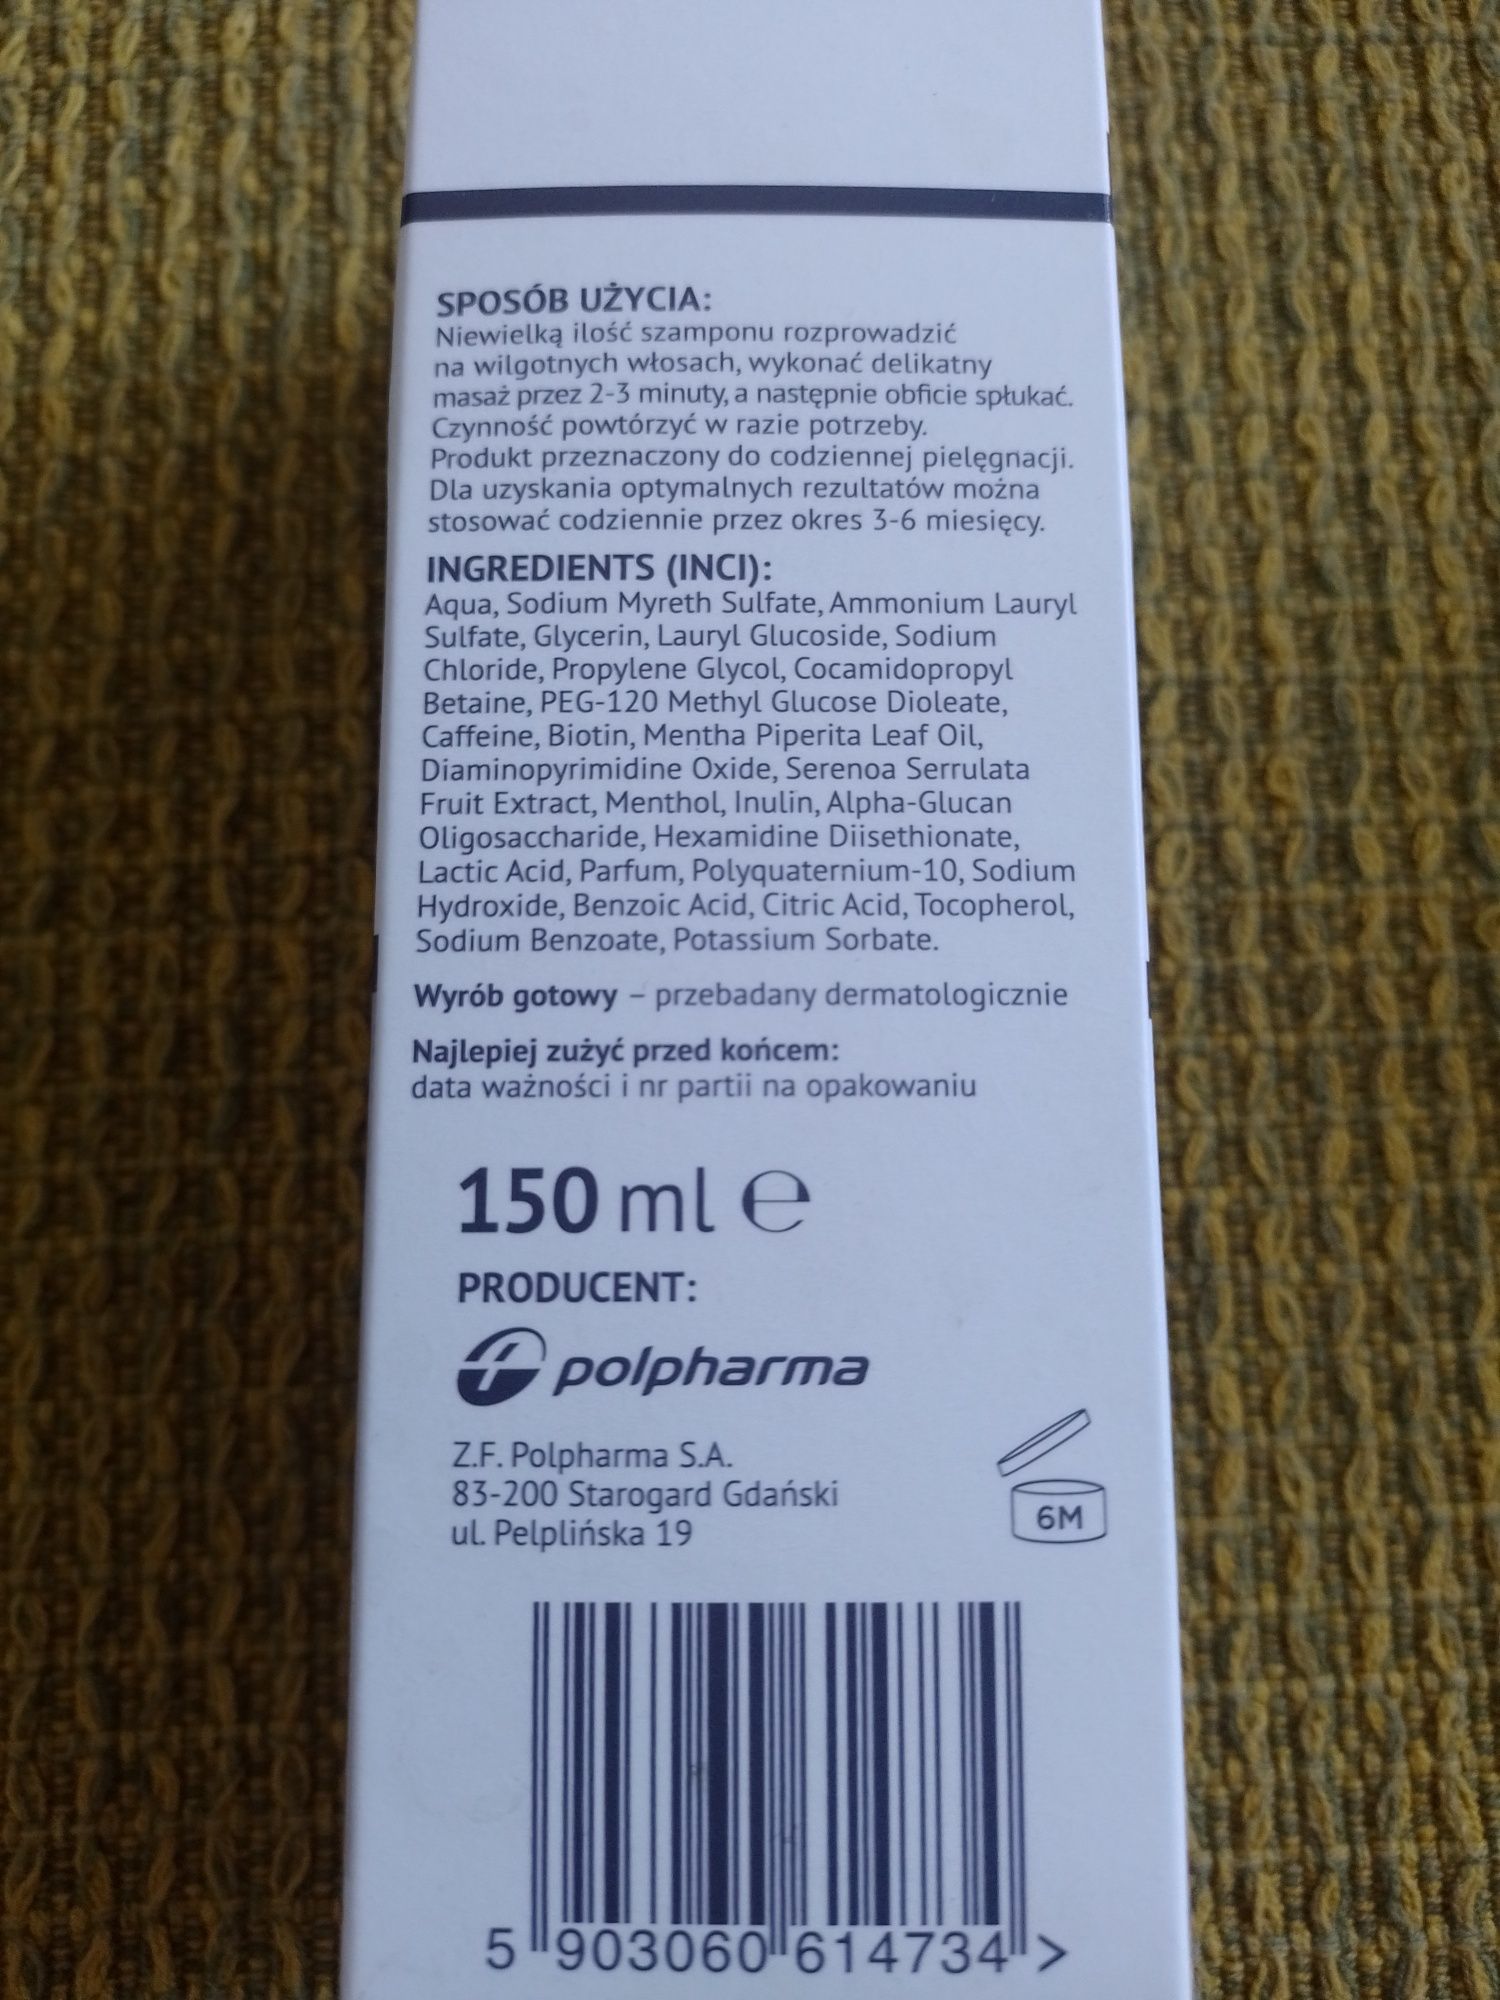 SPOSÓB UŻYCIA:
Niewielką ilość szamponu rozprowadzić
na wilgotnych włosach, wykonać delikatny
masaż przez 2-3 minuty, a następnie obficie spłukać.
Czynność powtórzyć w razie potrzeby.
Produkt przeznaczony do codziennej pielęgnacji.
Dla uzyskania optymalnych rezultatów można
stosować codziennie przez okres 3-6 miesięcy.
INGREDIENTS (INCI):
Aqua, Sodium Myreth Sulfate, Ammonium Lauryl
Sulfate, Glycerin, Lauryl Glucoside, Sodium
Chloride, Propylene Glycol, Cocamidopropyl
Betaine, PEG-120 Methyl Glucose Dioleate,
Caffeine, Biotin, Mentha Piperita Leaf Oil,
Diaminopyrimidine Oxide, Serenoa Serrulata
Fruit Extract, Menthol, Inulin, Alpha-Glucan
Oligosaccharide, Hexamidine Diisethionate,
Lactic Acid, Parfum, Polyquaternium-10, Sodium
Hydroxide, Benzoic Acid, Citric Acid, Tocopherol,
Sodium Benzoate, Potassium Sorbate.
Wyrób gotowy – przebadany dermatologicznie
Najlepiej zużyć przed końcem:
data ważności i nr partii na opakowaniu
150 ml ℮
PRODUCENT:
polpharma
Z.F. Polpharma S.A.
83-200 Starogard Gdański
ul. Pelplińska 19
6M
5 903060 614734 >